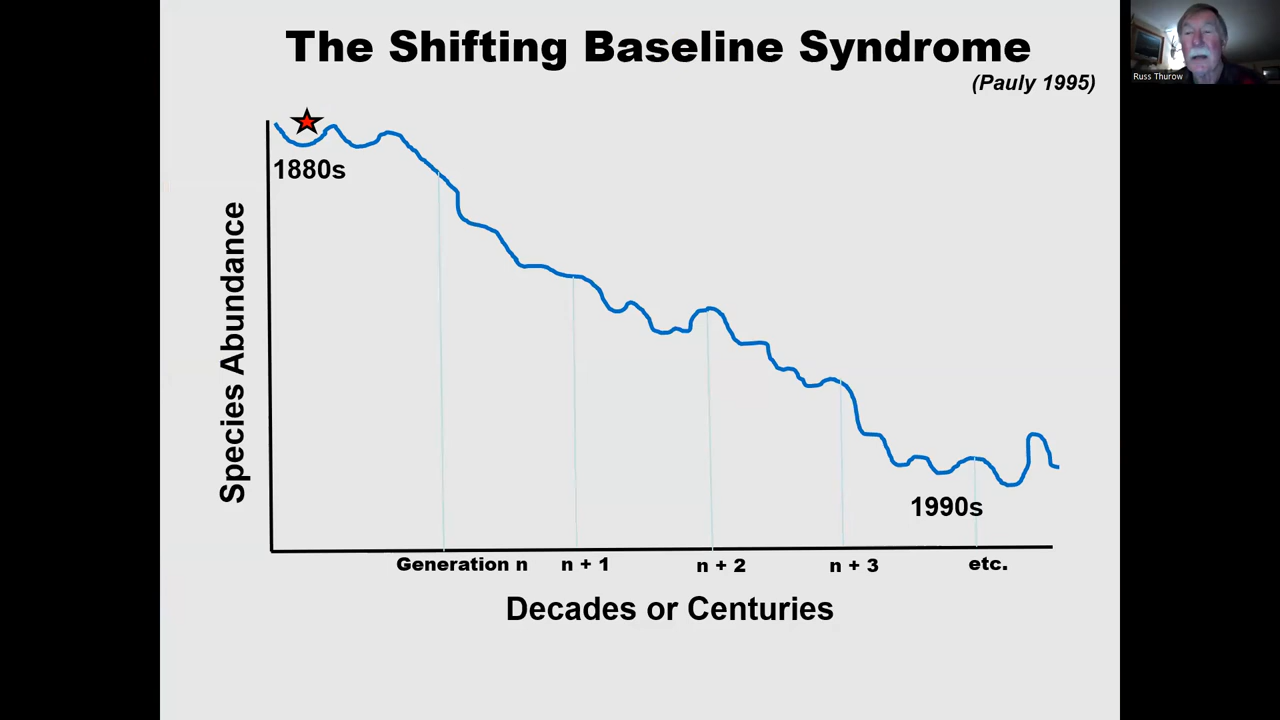 The Shifting Baseline Syndrome
(Pauly 1995)
Russ Thurow
1880s
Species Abundance
1990s
Generation n
n + 1
n + 2
n + 3
etc.
Decades or Centuries